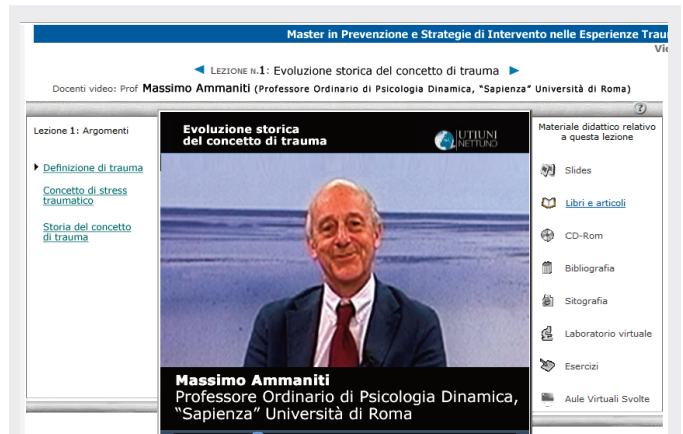 Master in Prevenzione e Strategie di Intervento nelle Esperienze
LEZIONE N.1: Evoluzione storica del concetto di trauma
Docenti video: Prof Massimo Ammaniti (Professore Ordinario di Psicologia Dinamica, "Sapienza" Università di Roma)
?
Lezione 1: Argomenti
Definizione di trauma
Concetto di stress
traumatico
Storia del concetto
di trauma
Evoluzione storica
del concetto di trauma
UTIUNI
NETTUNO
Massimo Ammaniti
Professore Ordinario di Psicologia Dinamica,
“Sapienza” Università di Roma
Materiale didattico relativo
a questa lezione
Slides
Libri e articoli
CD-Rom
Bibliografia
Sitografia
Laboratorio virtuale
Esercizi
Aule Virtuali Svolte